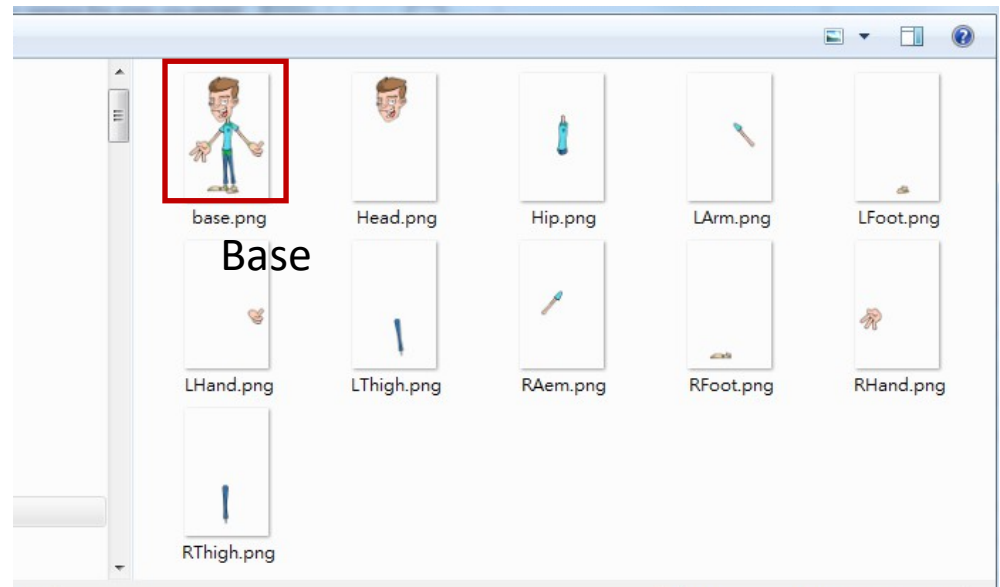 base.png
Head.png
Hip.png
LArm.png
LFoot.png
Base
LHand.png
LThigh.png
RAem.png
RFoot.png
RHand.png
RThigh.png